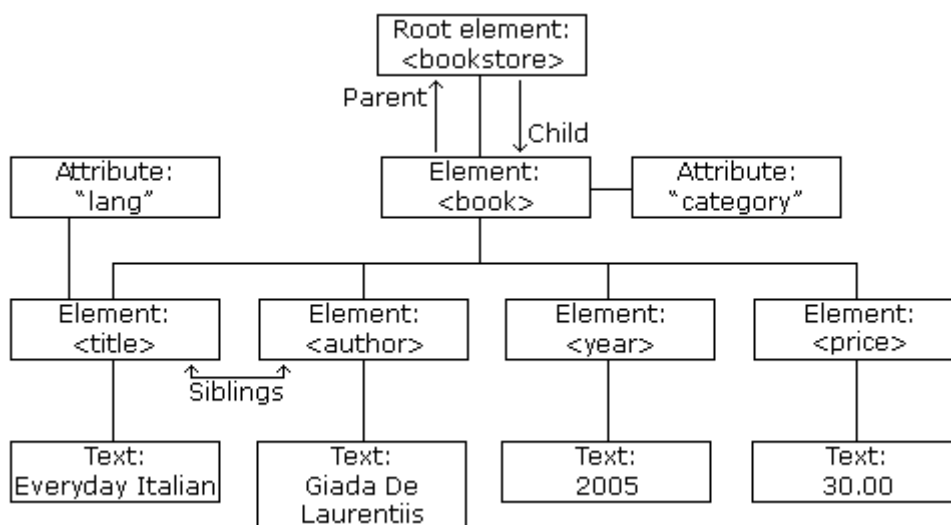 Root element:
<bookstore>
Parent
Child
Attribute:
"lang"
Element:
<book>
Attribute:
"category"
Element:
<title>
Element:
<author>
Element:
<year>
Element:
<price>
Siblings
Text:
Everyday Italian
Text:
Giada De
Laurentiis
Text:
2005
Text:
30.00